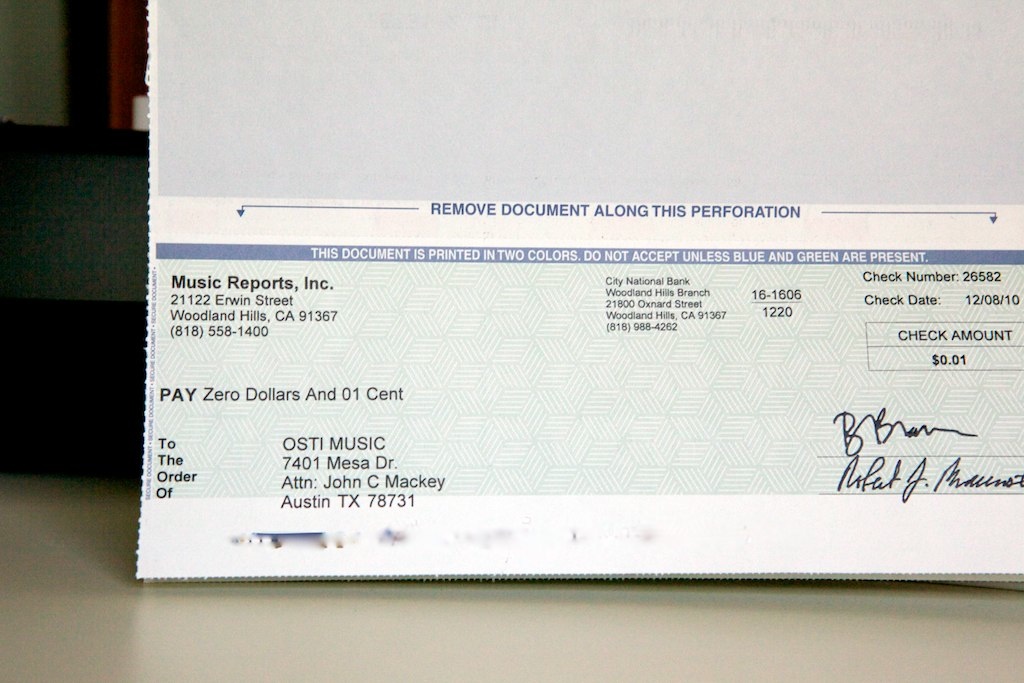 REMOVE DOCUMENT ALONG THIS PERFORATION
THIS DOCUMENT IS PRINTED IN TWO COLORS. DO NOT ACCEPT UNLESS BLUE AND GREEN ARE PRESENT.
Music Reports, Inc.
21122 Erwin Street
Woodland Hills, CA 91367
(818) 558-1400
City National Bank
Woodland Hills Branch
21800 Oxnard Street
Woodland Hills, CA 91367
(818) 988-4262
16-1606
1220
Check Number: 26582
Check Date: 12/08/10
CHECK AMOUNT
$0.01
PAY Zero Dollars And 01 Cent
To
The
Order
Of
OSTI MUSIC
7401 Mesa Dr.
Attn: John C Mackey
Austin TX 78731